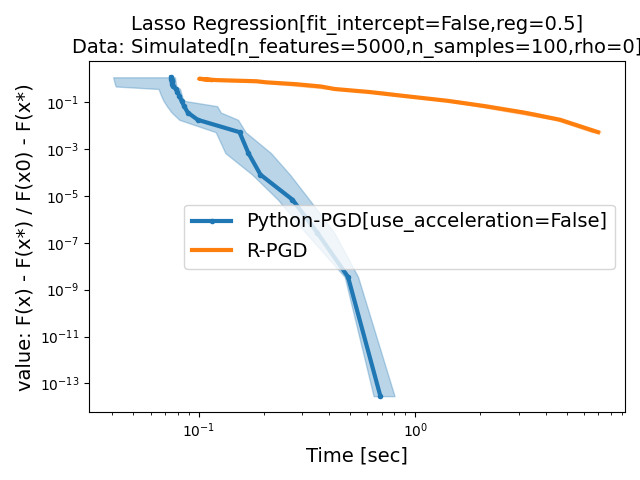 Lasso Regression[fit_intercept=False,reg=0.5]
Data: Simulated[n_features=5000,n_samples=100,rho=0]
value: F(x) - F(x*) / F(x0) - F(x*)
10⁻¹
10⁻³
10⁻⁵
10⁻⁷
10⁻⁹
10⁻¹¹
10⁻¹³
Python-PGD[use_acceleration=False]
R-PGD
10⁻¹
10⁰
Time [sec]